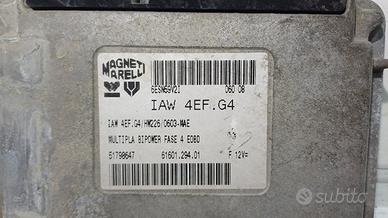 MAGNETI
MARELLI
6ESN69V2I 060 08
IAW 4EF.G4
IAW 4EF.G4/HW226/0603-MAE
MULTIPLA BIPOWER FASE 4 EOBD
51798647 61601.294.01 F 12V=
subito